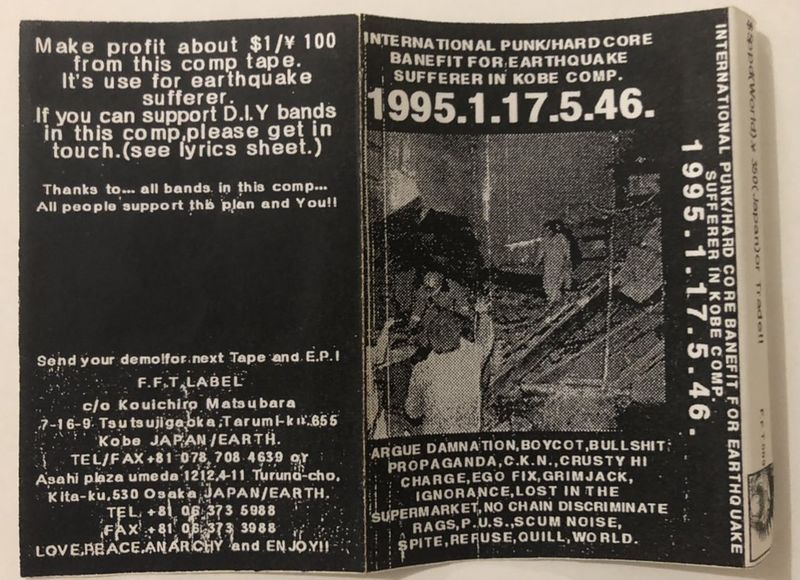 Make profit about $1/¥ 100
from this comp tape.
It's use for earthquake
sufferer.
If you can support D.I.Y bands
in this comp,please get in
touch.(see lyrics sheet.)
Thanks to... all bands in this comp...
All people support this plan and You!!
Send your demo!for next Tape and E.P.!
F.F.T.LABEL
c/o Kouichiro Matsubara
7-16-9 Tsutsujigaoka,Tarumi-ku,655
Kobe JAPAN/EARTH.
TEL/FAX +81 078 708 4639 or
Asahi plaza umeda 1212,4-11 Turuno-cho,
Kita-ku,530 Osaka JAPAN/EARTH.
TEL +81 06 373 5988
FAX +81 06 373 3988
LOVE,PEACE,ANARCHY and ENJOY!!
INTERNATIONAL PUNK/HARD CORE
BANEFIT FOR EARTHQUAKE
SUFFERER IN KOBE COMP.
1995.1.17.5.46.
ARGUE DAMNATION,BOYCOT,BULLSHIT
PROPAGANDA,C.K.N.,CRUSTY HI
CHARGE,EGO FIX,GRIMJACK,
IGNORANCE,LOST IN THE
SUPERMARKET,NO CHAIN DISCRIMINATE
RAGS,P.U.S.,SCUM NOISE,
SPITE,REFUSE,QUILL,WORLD.
INTERNATIONAL PUNK/HARD CORE BANEFIT FOR EARTHQUAKE
SUFFERER IN KOBE COMP.
1995.1.17.5.46.
or Trade!!